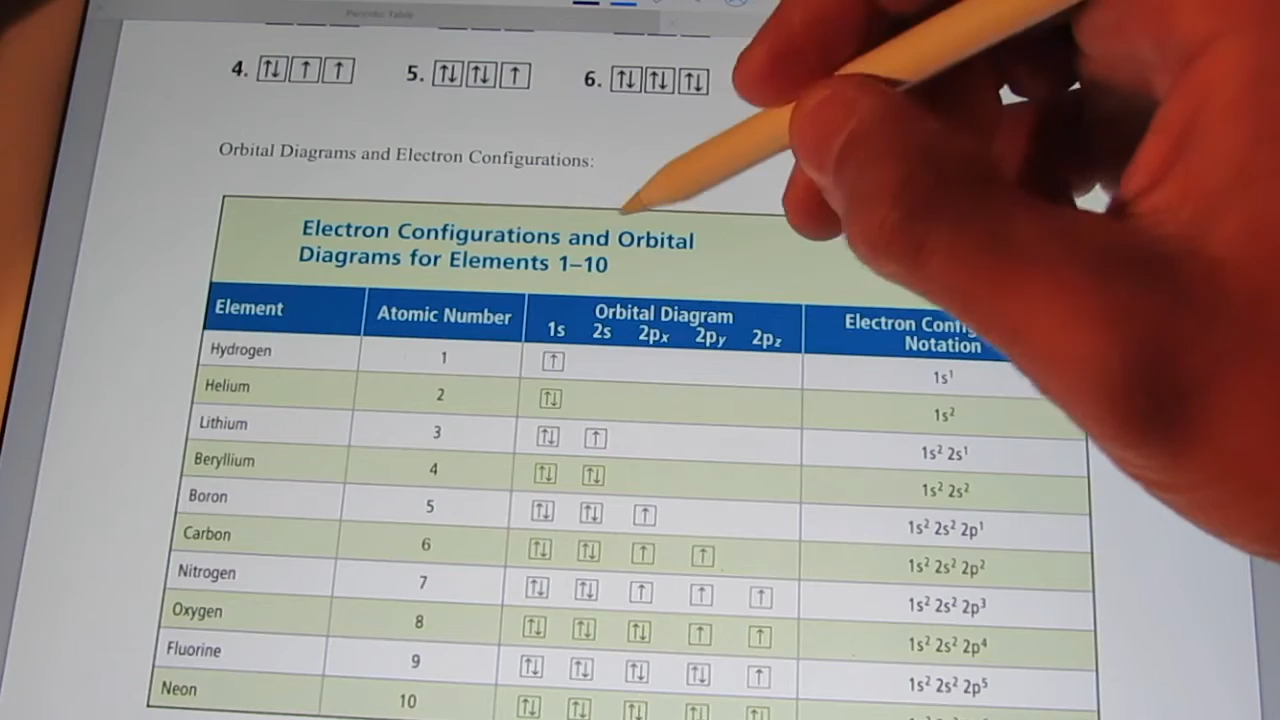 Periodic Table
4. ↑↓ ↑ ↑ 5. ↑↓ ↑↓ ↑ 6. ↑↓ ↑↓ ↑↓
Orbital Diagrams and Electron Configurations:
Electron Configurations and Orbital
Diagrams for Elements 1–10
Element Atomic Number Orbital Diagram Electron
1s 2s 2px 2py 2pz Notation
Hydrogen 1 ↑ 1s¹
Helium 2 ↑↓ 1s²
Lithium 3 ↑↓ ↑ 1s² 2s¹
Beryllium 4 ↑↓ ↑↓ 1s² 2s²
Boron 5 ↑↓ ↑↓ ↑ 1s² 2s² 2p¹
Carbon 6 ↑↓ ↑↓ ↑ ↑ 1s² 2s² 2p²
Nitrogen 7 ↑↓ ↑↓ ↑ ↑ ↑ 1s² 2s² 2p³
Oxygen 8 ↑↓ ↑↓ ↑↓ ↑ ↑ 1s² 2s² 2p⁴
Fluorine 9 ↑↓ ↑↓ ↑↓ ↑↓ ↑ 1s² 2s² 2p⁵
Neon 10 ↑↓ ↑↓ ↑↓ ↑↓ ↑↓